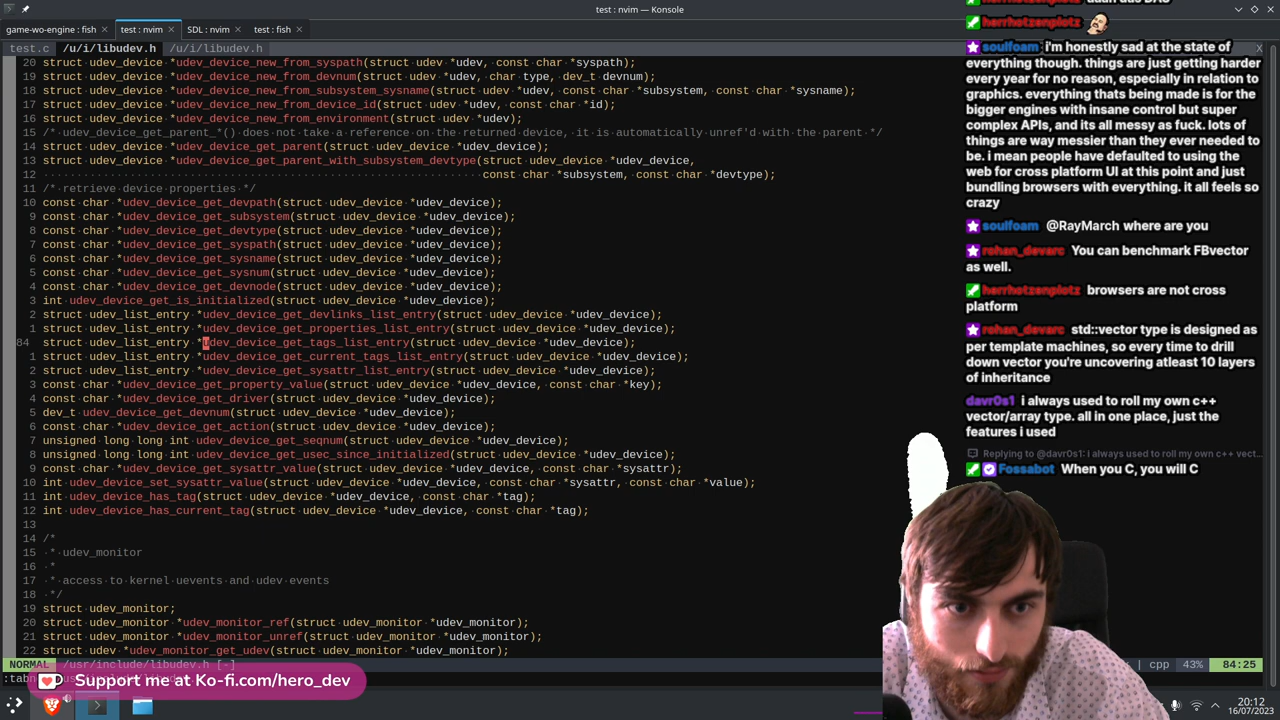 test : nvim — Konsole
game-wo-engine : fish
test : nvim
SDL : nvim
test : fish
test.c /u/i/libudev.h /u/i/libudev.h X
20 struct udev_device *udev_device_new_from_syspath(struct udev *udev, const char *syspath);
19 struct udev_device *udev_device_new_from_devnum(struct udev *udev, char type, dev_t devnum);
18 struct udev_device *udev_device_new_from_subsystem_sysname(struct udev *udev, const char *subsystem, const char *sysname);
17 struct udev_device *udev_device_new_from_device_id(struct udev *udev, const char *id);
16 struct udev_device *udev_device_new_from_environment(struct udev *udev);
15 /* udev_device_get_parent_*() does not take a reference on the returned device, it is automatically unref'd with the parent */
14 struct udev_device *udev_device_get_parent(struct udev_device *udev_device);
13 struct udev_device *udev_device_get_parent_with_subsystem_devtype(struct udev_device *udev_device,
12 const char *subsystem, const char *devtype);
11 /* retrieve device properties */
10 const char *udev_device_get_devpath(struct udev_device *udev_device);
9 const char *udev_device_get_subsystem(struct udev_device *udev_device);
8 const char *udev_device_get_devtype(struct udev_device *udev_device);
7 const char *udev_device_get_syspath(struct udev_device *udev_device);
6 const char *udev_device_get_sysname(struct udev_device *udev_device);
5 const char *udev_device_get_sysnum(struct udev_device *udev_device);
4 const char *udev_device_get_devnode(struct udev_device *udev_device);
3 int udev_device_get_is_initialized(struct udev_device *udev_device);
2 struct udev_list_entry *udev_device_get_devlinks_list_entry(struct udev_device *udev_device);
1 struct udev_list_entry *udev_device_get_properties_list_entry(struct udev_device *udev_device);
84 struct udev_list_entry *udev_device_get_tags_list_entry(struct udev_device *udev_device);
1 struct udev_list_entry *udev_device_get_current_tags_list_entry(struct udev_device *udev_device);
2 struct udev_list_entry *udev_device_get_sysattr_list_entry(struct udev_device *udev_device);
3 const char *udev_device_get_property_value(struct udev_device *udev_device, const char *key);
4 const char *udev_device_get_driver(struct udev_device *udev_device);
5 dev_t udev_device_get_devnum(struct udev_device *udev_device);
6 const char *udev_device_get_action(struct udev_device *udev_device);
7 unsigned long long int udev_device_get_seqnum(struct udev_device *udev_device);
8 unsigned long long int udev_device_get_usec_since_initialized(struct udev_device *udev_device);
9 const char *udev_device_get_sysattr_value(struct udev_device *udev_device, const char *sysattr);
10 int udev_device_set_sysattr_value(struct udev_device *udev_device, const char *sysattr, const char *value);
11 int udev_device_has_tag(struct udev_device *udev_device, const char *tag);
12 int udev_device_has_current_tag(struct udev_device *udev_device, const char *tag);
13
14 /*
15 * udev_monitor
16 *
17 * access to kernel uevents and udev events
18 */
19 struct udev_monitor;
20 struct udev_monitor *udev_monitor_ref(struct udev_monitor *udev_monitor);
21 struct udev_monitor *udev_monitor_unref(struct udev_monitor *udev_monitor);
22 struct udev *udev_monitor_get_udev(struct udev_monitor *udev_monitor);
NORMAL /usr/include/libudev.h [-] | cpp 43% 84:25
:tabn
Support me at Ko-fi.com/hero_dev
20:12
16/07/2023
herrhotzenplotz
soulfoam i'm honestly sad at the state of
everything though. things are just getting harder
every year for no reason, especially in relation to
graphics. everything thats being made is for the
bigger engines with insane control but super
complex APIs, and its all messy as fuck. lots of
things are way messier than they ever needed to
be. i mean people have defaulted to using the
web for cross platform UI at this point and just
bundling browsers with everything. it all feels so
crazy
soulfoam @RayMarch where are you
rohan_devarc You can benchmark FBvector
as well.
herrhotzenplotz browsers are not cross
platform
rohan_devarc std::vector type is designed as
per template machines, so every time to drill
down vector you're uncovering atleast 10 layers
of inheritance
davr0s1 i always used to roll my own c++
vector/array type. all in one place, just the
features i used
Replying to @davr0s1: i always used to roll my own c++ vect...
Fossabot When you C, you will C